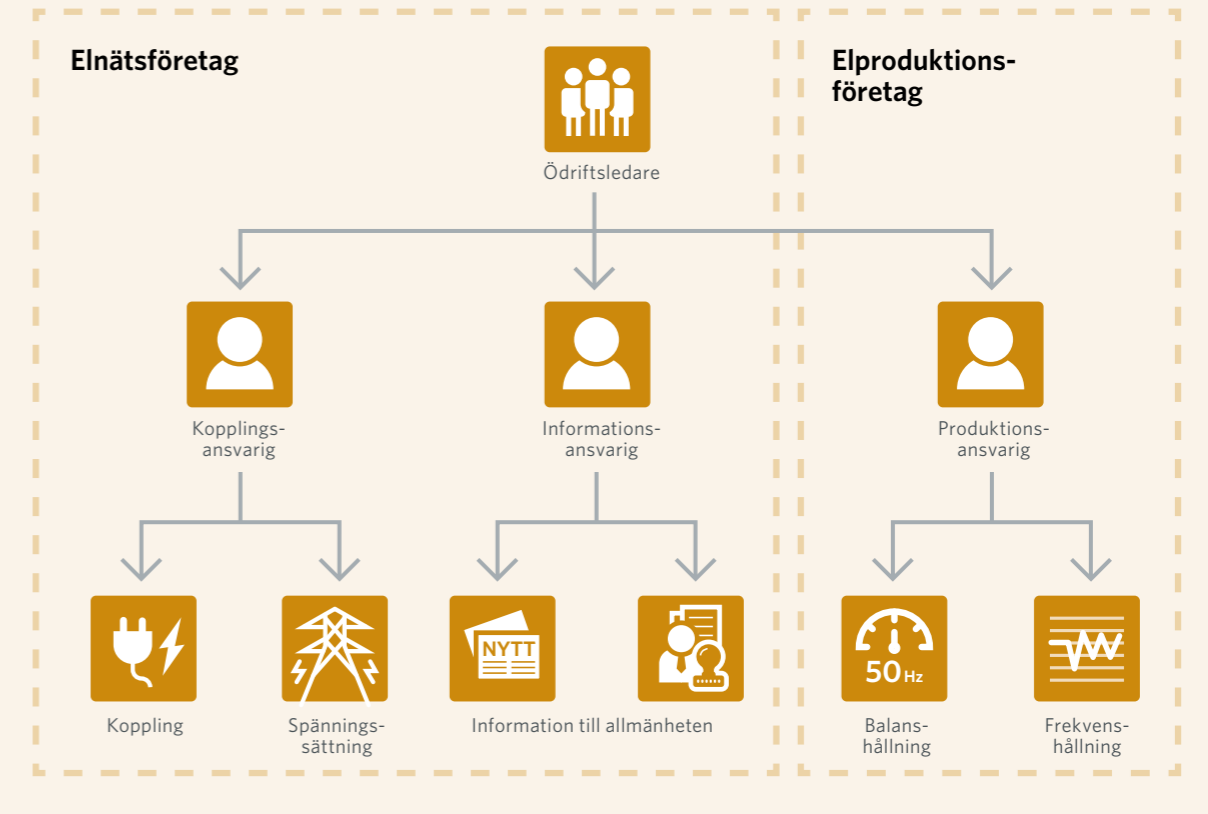 Elnätsföretag
Elproduktions-
företag
Ödriftsledare
Kopplings-
ansvarig
Informations-
ansvarig
Produktions-
ansvarig
NYTT
50 Hz
Koppling
Spännings-
sättning
Information till allmänheten
Balans-
hållning
Frekvens-
hållning